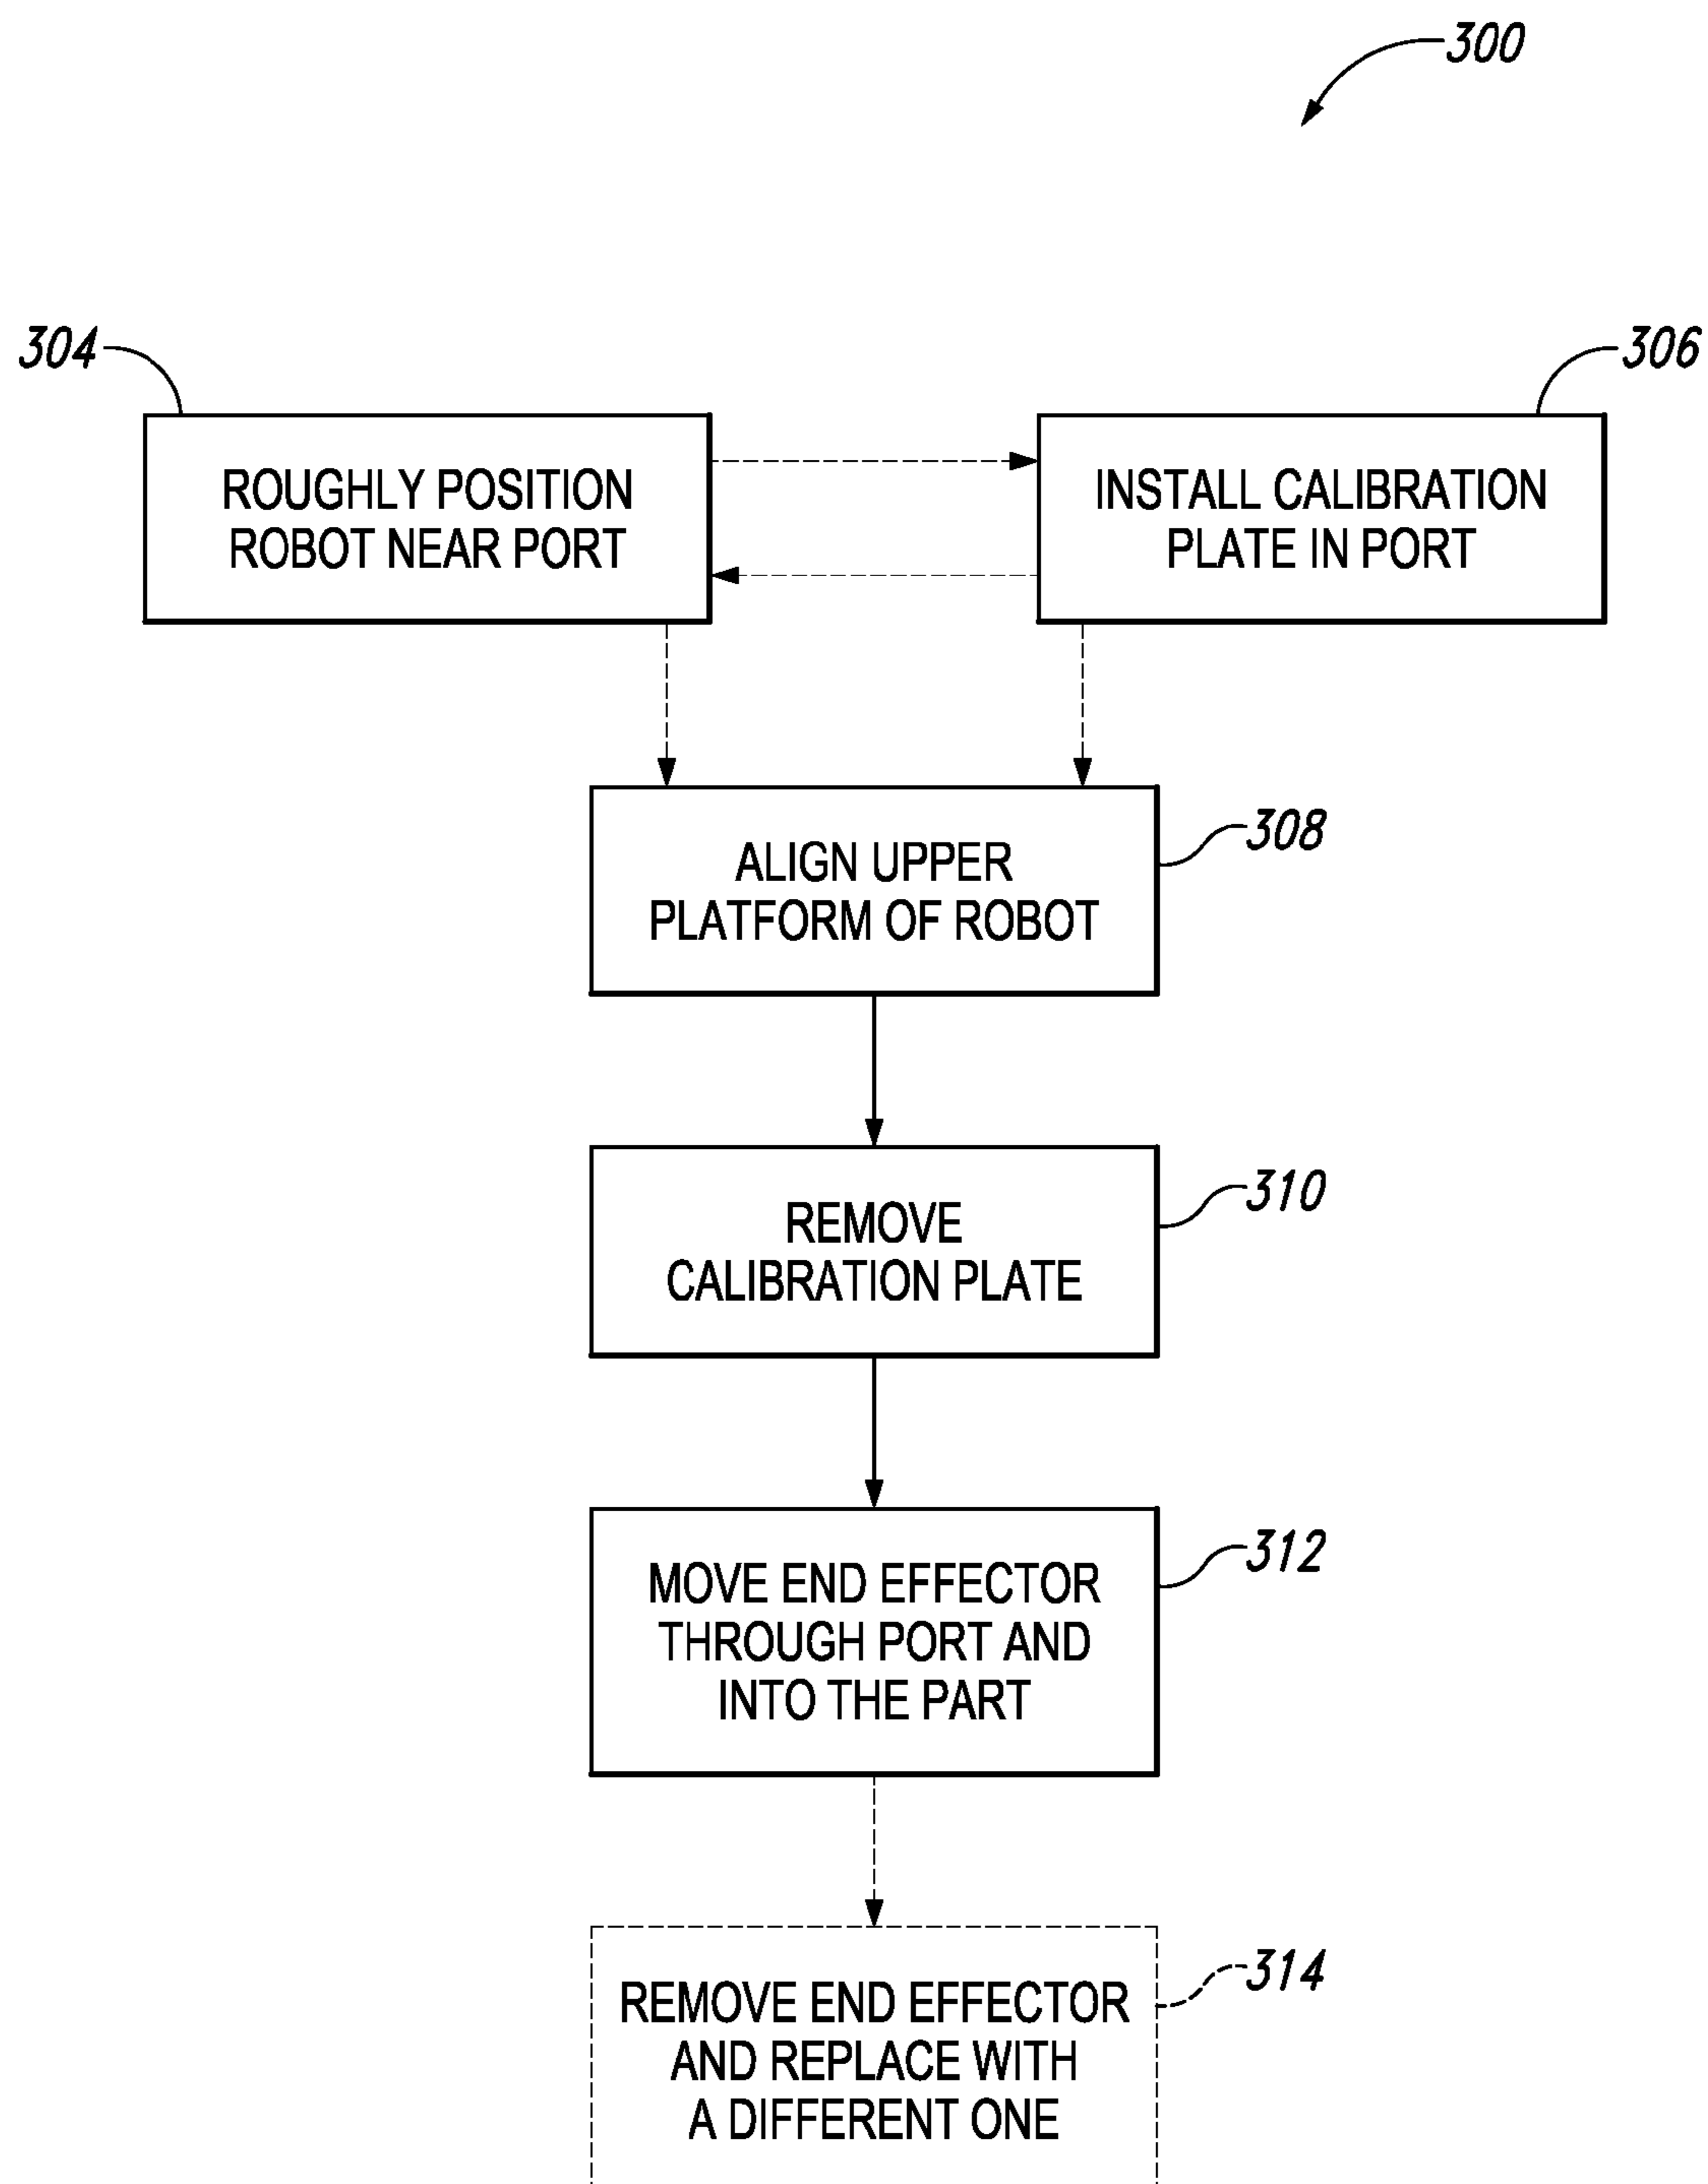 300
304
306
ROUGHLY POSITION
ROBOT NEAR PORT
INSTALL CALIBRATION
PLATE IN PORT
308
ALIGN UPPER
PLATFORM OF ROBOT
310
REMOVE
CALIBRATION PLATE
312
MOVE END EFFECTOR
THROUGH PORT AND
INTO THE PART
314
REMOVE END EFFECTOR
AND REPLACE WITH
A DIFFERENT ONE